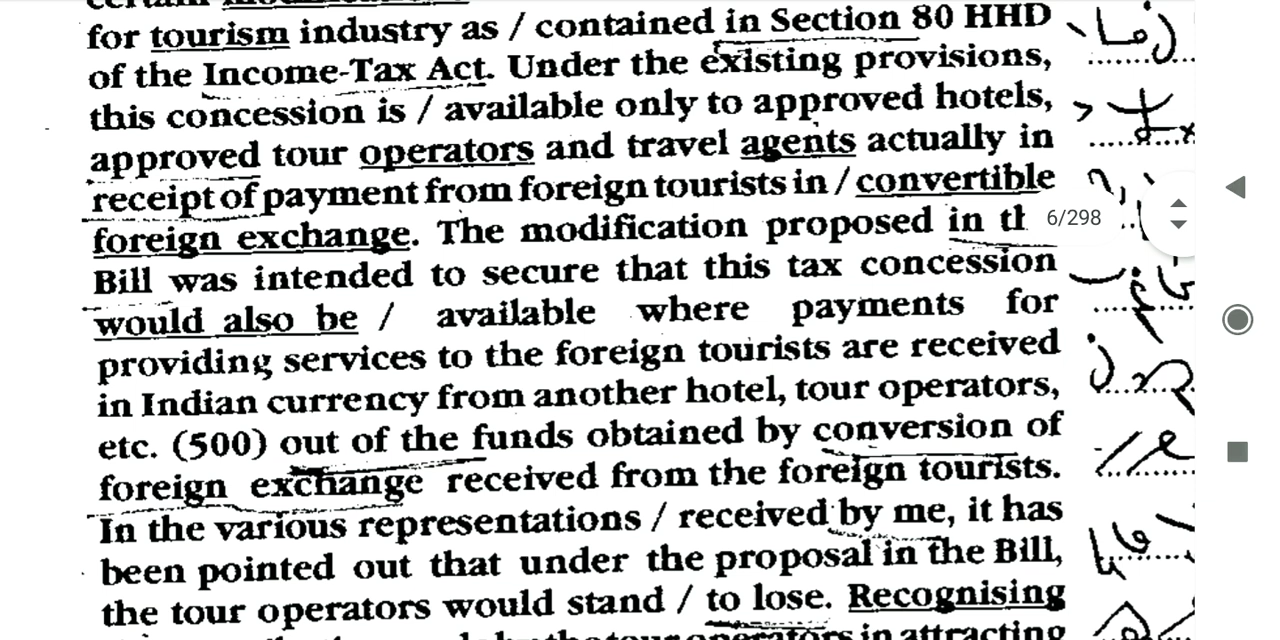 for tourism industry as / contained in Section 80 HHD
of the Income-Tax Act. Under the existing provisions,
this concession is / available only to approved hotels,
approved tour operators and travel agents actually in
receipt of payment from foreign tourists in / convertible
foreign exchange. The modification proposed in th
6/298
Bill was intended to secure that this tax concession
would also be / available where payments for
providing services to the foreign tourists are received
in Indian currency from another hotel, tour operators,
etc. (500) out of the funds obtained by conversion of
foreign exchange received from the foreign tourists.
In the various representations / received by me, it has
been pointed out that under the proposal in the Bill,
the tour operators would stand / to lose. Recognising
the tour operators in attracting